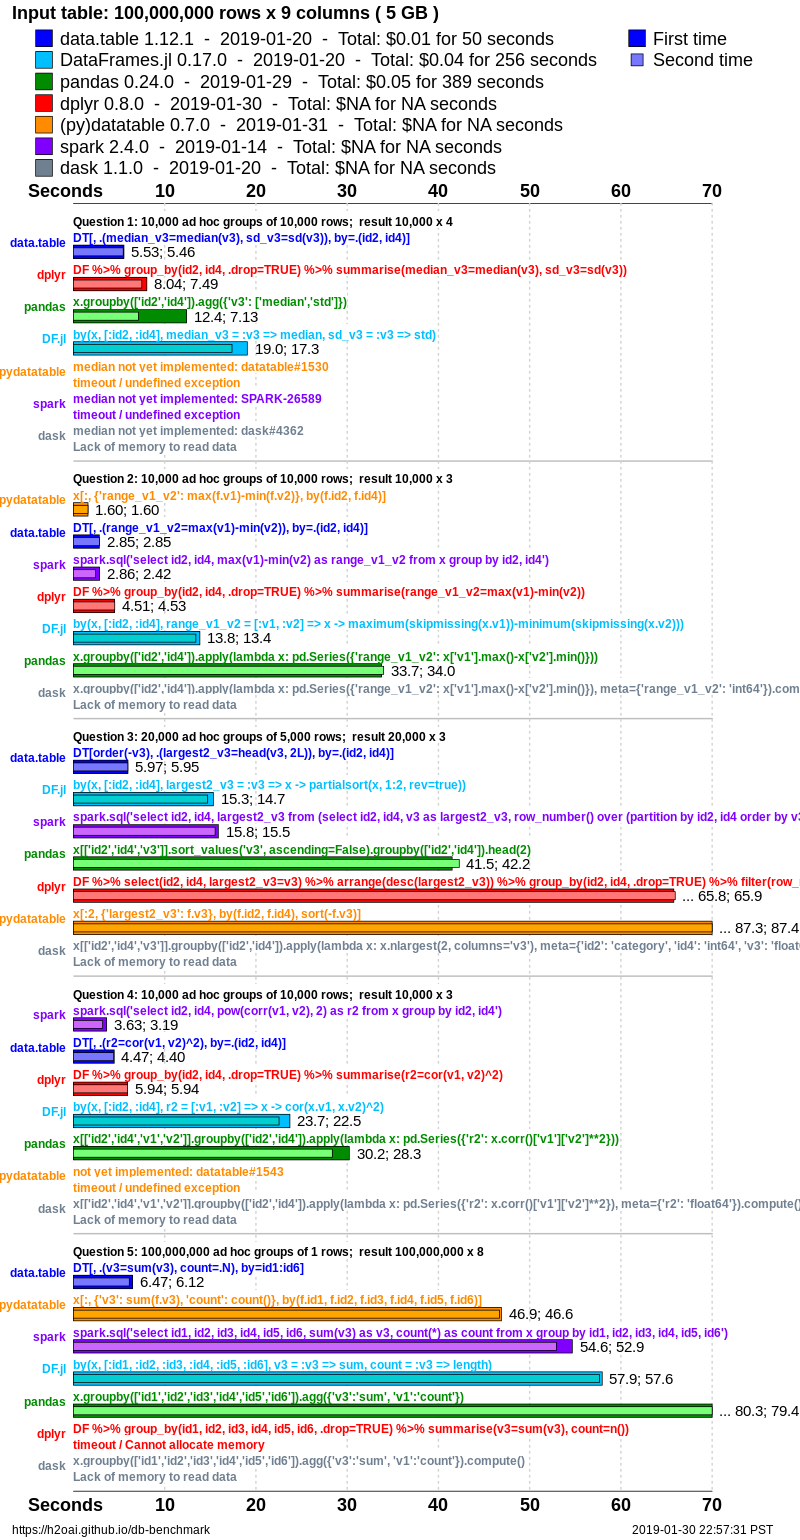 Input table: 100,000,000 rows x 9 columns ( 5 GB )
data.table 1.12.1 - 2019-01-20 - Total: $0.01 for 50 seconds
First time
DataFrames.jl 0.17.0 - 2019-01-20 - Total: $0.04 for 256 seconds
Second time
pandas 0.24.0 - 2019-01-29 - Total: $0.05 for 389 seconds
dplyr 0.8.0 - 2019-01-30 - Total: $NA for NA seconds
(py)datatable 0.7.0 - 2019-01-31 - Total: $NA for NA seconds
spark 2.4.0 - 2019-01-14 - Total: $NA for NA seconds
dask 1.1.0 - 2019-01-20 - Total: $NA for NA seconds
Seconds 10 20 30 40 50 60 70
Question 1: 10,000 ad hoc groups of 10,000 rows; result 10,000 x 4
data.table
DT[, .(median_v3=median(v3), sd_v3=sd(v3)), by=.(id2, id4)]
5.53; 5.46
dplyr
DF %>% group_by(id2, id4, .drop=TRUE) %>% summarise(median_v3=median(v3), sd_v3=sd(v3))
8.04; 7.49
pandas
x.groupby(['id2','id4']).agg({'v3': ['median','std']})
12.4; 7.13
DF.jl
by(x, [:id2, :id4], median_v3 = :v3 => median, sd_v3 = :v3 => std)
19.0; 17.3
pydatatable
median not yet implemented: datatable#1530
timeout / undefined exception
spark
median not yet implemented: SPARK-26589
timeout / undefined exception
dask
median not yet implemented: dask#4362
Lack of memory to read data
Question 2: 10,000 ad hoc groups of 10,000 rows; result 10,000 x 3
pydatatable
x[:, {'range_v1_v2': max(f.v1)-min(f.v2)}, by(f.id2, f.id4)]
1.60; 1.60
data.table
DT[, .(range_v1_v2=max(v1)-min(v2)), by=.(id2, id4)]
2.85; 2.85
spark
spark.sql('select id2, id4, max(v1)-min(v2) as range_v1_v2 from x group by id2, id4')
2.86; 2.42
dplyr
DF %>% group_by(id2, id4, .drop=TRUE) %>% summarise(range_v1_v2=max(v1)-min(v2))
4.51; 4.53
DF.jl
by(x, [:id2, :id4], range_v1_v2 = [:v1, :v2] => x -> maximum(skipmissing(x.v1))-minimum(skipmissing(x.v2)))
13.8; 13.4
pandas
x.groupby(['id2','id4']).apply(lambda x: pd.Series({'range_v1_v2': x['v1'].max()-x['v2'].min()}))
33.7; 34.0
dask
x.groupby(['id2','id4']).apply(lambda x: pd.Series({'range_v1_v2': x['v1'].max()-x['v2'].min()}), meta={'range_v1_v2': 'int64'}).com
Lack of memory to read data
Question 3: 20,000 ad hoc groups of 5,000 rows; result 20,000 x 3
data.table
DT[order(-v3), .(largest2_v3=head(v3, 2L)), by=.(id2, id4)]
5.97; 5.95
DF.jl
by(x, [:id2, :id4], largest2_v3 = :v3 => x -> partialsort(x, 1:2, rev=true))
15.3; 14.7
spark
spark.sql('select id2, id4, largest2_v3 from (select id2, id4, v3 as largest2_v3, row_number() over (partition by id2, id4 order by v3
15.8; 15.5
pandas
x[['id2','id4','v3']].sort_values('v3', ascending=False).groupby(['id2','id4']).head(2)
41.5; 42.2
dplyr
DF %>% select(id2, id4, largest2_v3=v3) %>% arrange(desc(largest2_v3)) %>% group_by(id2, id4, .drop=TRUE) %>% filter(row_
... 65.8; 65.9
pydatatable
x[:2, {'largest2_v3': f.v3}, by(f.id2, f.id4), sort(-f.v3)]
... 87.3; 87.4
dask
x[['id2','id4','v3']].groupby(['id2','id4']).apply(lambda x: x.nlargest(2, columns='v3'), meta={'id2': 'category', 'id4': 'int64', 'v3': 'float
Lack of memory to read data
Question 4: 10,000 ad hoc groups of 10,000 rows; result 10,000 x 3
spark
spark.sql('select id2, id4, pow(corr(v1, v2), 2) as r2 from x group by id2, id4')
3.63; 3.19
data.table
DT[, .(r2=cor(v1, v2)^2), by=.(id2, id4)]
4.47; 4.40
dplyr
DF %>% group_by(id2, id4, .drop=TRUE) %>% summarise(r2=cor(v1, v2)^2)
5.94; 5.94
DF.jl
by(x, [:id2, :id4], r2 = [:v1, :v2] => x -> cor(x.v1, x.v2)^2)
23.7; 22.5
pandas
x[['id2','id4','v1','v2']].groupby(['id2','id4']).apply(lambda x: pd.Series({'r2': x.corr()['v1']['v2']**2}))
30.2; 28.3
pydatatable
not yet implemented: datatable#1543
timeout / undefined exception
dask
x[['id2','id4','v1','v2']].groupby(['id2','id4']).apply(lambda x: pd.Series({'r2': x.corr()['v1']['v2']**2}), meta={'r2': 'float64'}).compute()
Lack of memory to read data
Question 5: 100,000,000 ad hoc groups of 1 rows; result 100,000,000 x 8
data.table
DT[, .(v3=sum(v3), count=.N), by=id1:id6]
6.47; 6.12
pydatatable
x[:, {'v3': sum(f.v3), 'count': count()}, by(f.id1, f.id2, f.id3, f.id4, f.id5, f.id6)]
46.9; 46.6
spark
spark.sql('select id1, id2, id3, id4, id5, id6, sum(v3) as v3, count(*) as count from x group by id1, id2, id3, id4, id5, id6')
54.6; 52.9
DF.jl
by(x, [:id1, :id2, :id3, :id4, :id5, :id6], v3 = :v3 => sum, count = :v3 => length)
57.9; 57.6
pandas
x.groupby(['id1','id2','id3','id4','id5','id6']).agg({'v3':'sum', 'v1':'count'})
... 80.3; 79.4
dplyr
DF %>% group_by(id1, id2, id3, id4, id5, id6, .drop=TRUE) %>% summarise(v3=sum(v3), count=n())
timeout / Cannot allocate memory
dask
x.groupby(['id1','id2','id3','id4','id5','id6']).agg({'v3':'sum', 'v1':'count'}).compute()
Lack of memory to read data
Seconds 10 20 30 40 50 60 70
https://h2oai.github.io/db-benchmark
2019-01-30 22:57:31 PST